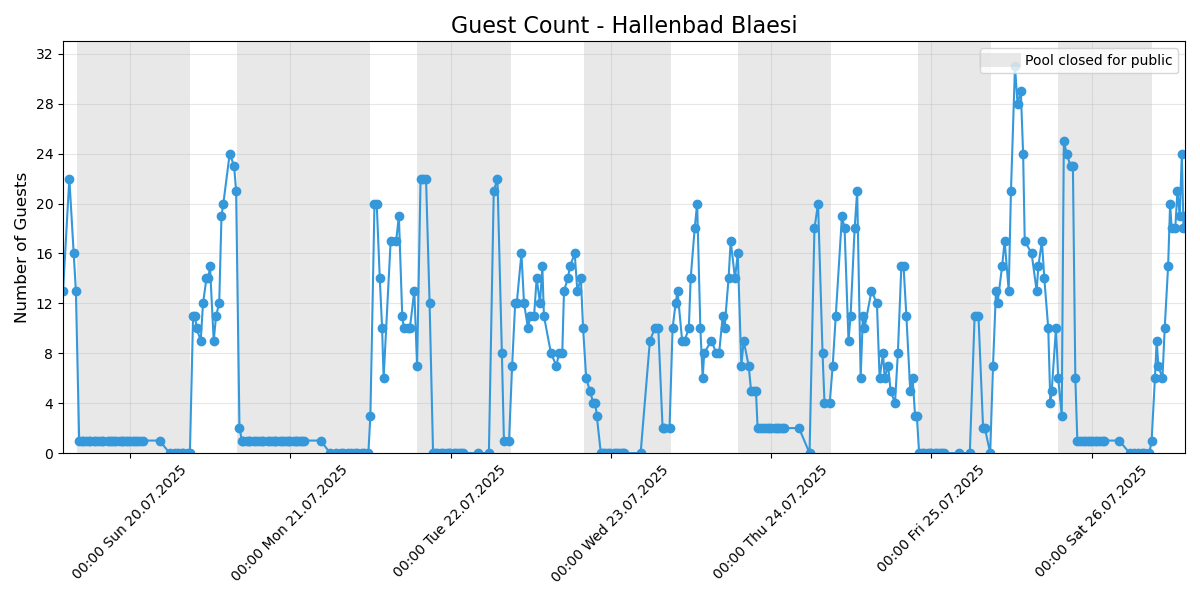 Guest Count - Hallenbad Blaesi
Pool closed for public
Number of Guests
32
28
24
20
16
12
8
4
0
00:00 Sun 20.07.2025
00:00 Mon 21.07.2025
00:00 Tue 22.07.2025
00:00 Wed 23.07.2025
00:00 Thu 24.07.2025
00:00 Fri 25.07.2025
00:00 Sat 26.07.2025